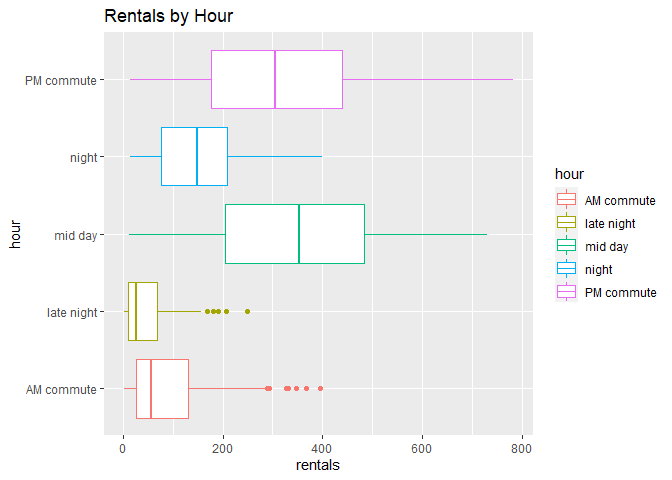 Rentals by Hour
PM commute
night
mid day
late night
AM commute
hour
0 200 400 600 800
rentals
hour
AM commute
late night
mid day
night
PM commute